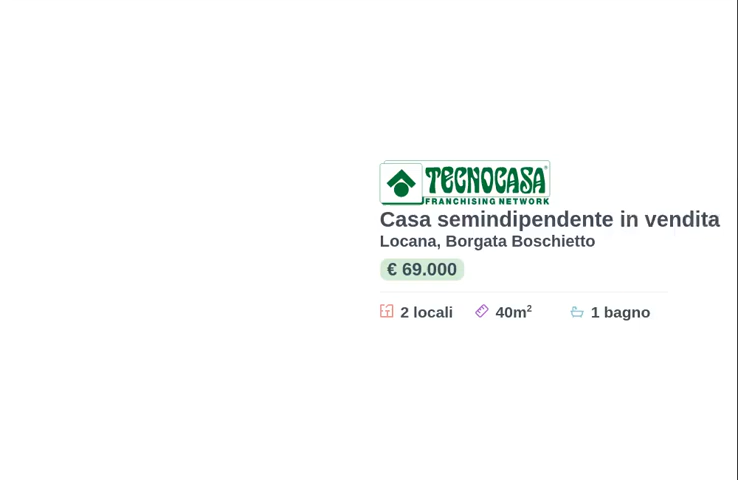 TECNOCASA
FRANCHISING NETWORK
Casa semindipendente in vendita
Locana, Borgata Boschietto
€ 69.000
2 locali 40m² 1 bagno